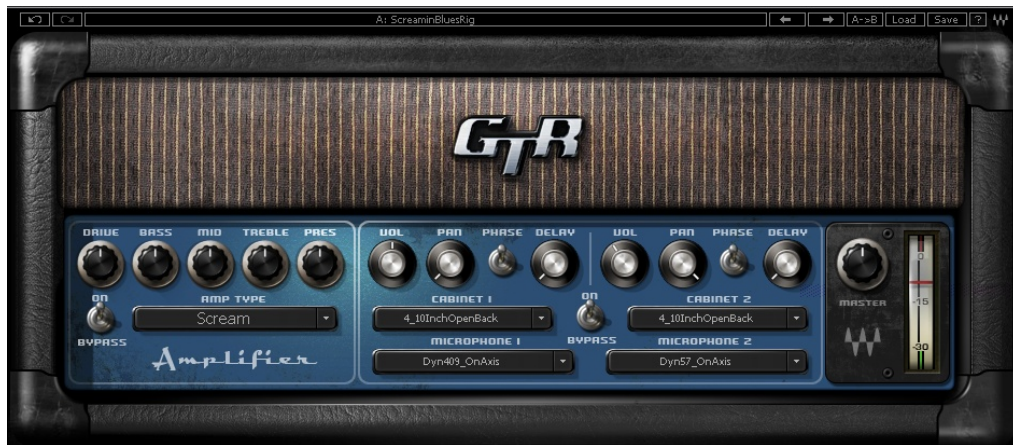 A: ScreaminBluesRig
A->B Load Save ?
GTR
DRIVE BASS MID TREBLE PRES
VOL PAN PHASE DELAY
VOL PAN PHASE DELAY
0
-15
-30
MASTER
ON
BYPASS
AMP TYPE
Scream
Amplifier
CABINET 1
4_10InchOpenBack
MICROPHONE 1
Dyn409_OnAxis
ON
BYPASS
CABINET 2
4_10InchOpenBack
MICROPHONE 2
Dyn57_OnAxis